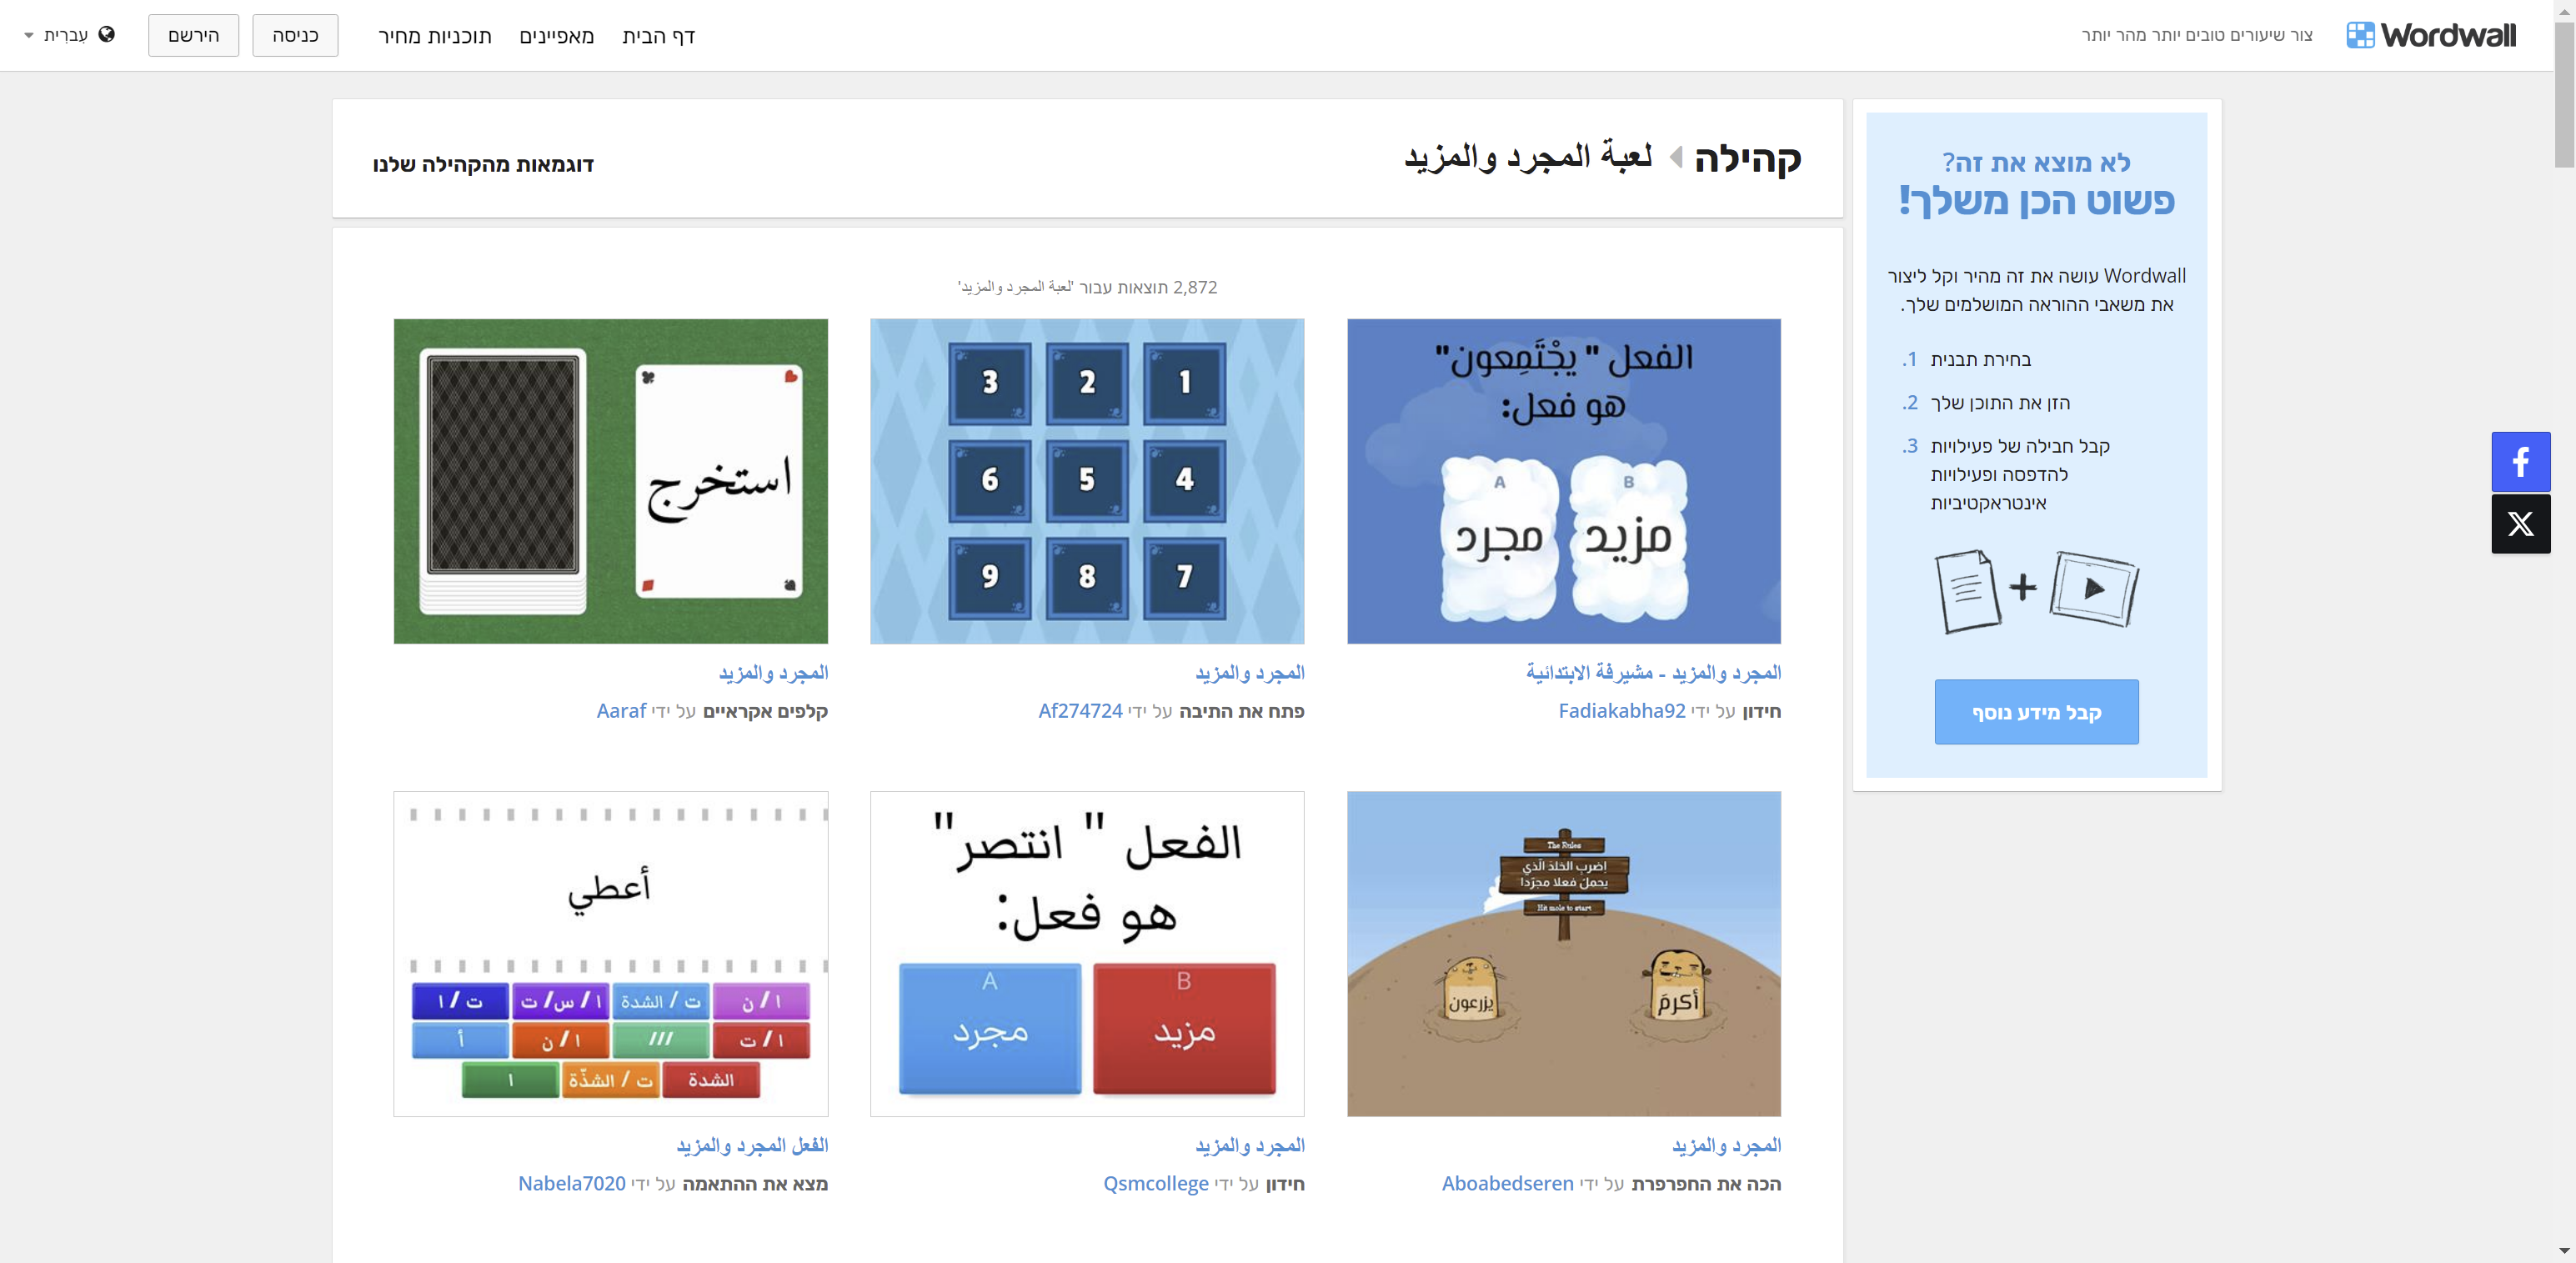 Wordwall
צור שיעורים טובים יותר מהר יותר
דף הבית
מאפיינים
תוכניות מחיר
כניסה
הירשם
עברית
לא מוצא את זה?
פשוט הכן משלך!
Wordwall עושה את זה מהיר וקל ליצור
את משאבי ההוראה המושלמים שלך.
1. בחירת תבנית
2. הזן את התוכן שלך
3. קבל חבילה של פעילויות
להדפסה ופעילויות
אינטראקטיביות
קבל מידע נוסף
קהילה
لعبة المجرد والمزيد
דוגמאות מהקהילה שלנו
2,872 תוצאות עבור 'لعبة المجرد والمزيد'
الفعل " يجْتَمِعون"
هو فعل:
B
A
مزيد
مجرد
المجرد والمزيد - مشيرفة الابتدائية
חידון על ידי Fadiakabha92
1 2 3
4 5 6
7 8 9
المجرد والمزيد
פתח את התיבה על ידי Af274724
استخرج
المجرد والمزيد
קלפים אקראיים על ידי Aaraf
The Rules
اِضربِ الخلدَ الّذي
يحملُ فعلا مجرّدا
Hit mole to start
أكرمَ
يزرعون
المجرد والمزيد
הכה את החפרפרת על ידי Aboabedseren
الفعل " انتصر"
هو فعل:
B
A
مزيد
مجرد
المجرد والمزيد
חידון על ידי Qsmcollege
أعطي
ا / ن
ت / الشدة
ا / س/ ت
ت / ا
ا / ت
///
ا / ن
أ
الشدة
ت / الشدّة
ا
الفعل المجرد والمزيد
מצא את ההתאמה על ידי Nabela7020